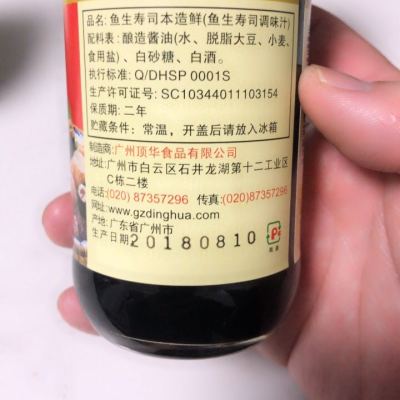 品名: 鱼生寿司本造鲜(鱼生寿司调味汁)
配料表: 酿造酱油(水、脱脂大豆、小麦、
食用盐)、白砂糖、白酒。
执行标准: Q/DHSP 0001S
生产许可证号: SC10344011103154
保质期: 二年
贮藏条件: 常温，开盖后请放入冰箱
制造商:广州顶华食品有限公司
地址:广州市白云区石井龙湖第十二工业区
C栋二楼
电话:(020) 87357296 传真:(020)87357296
网址:www.gzdinghua.com
产地:广东省广州市
生产日期:20180810